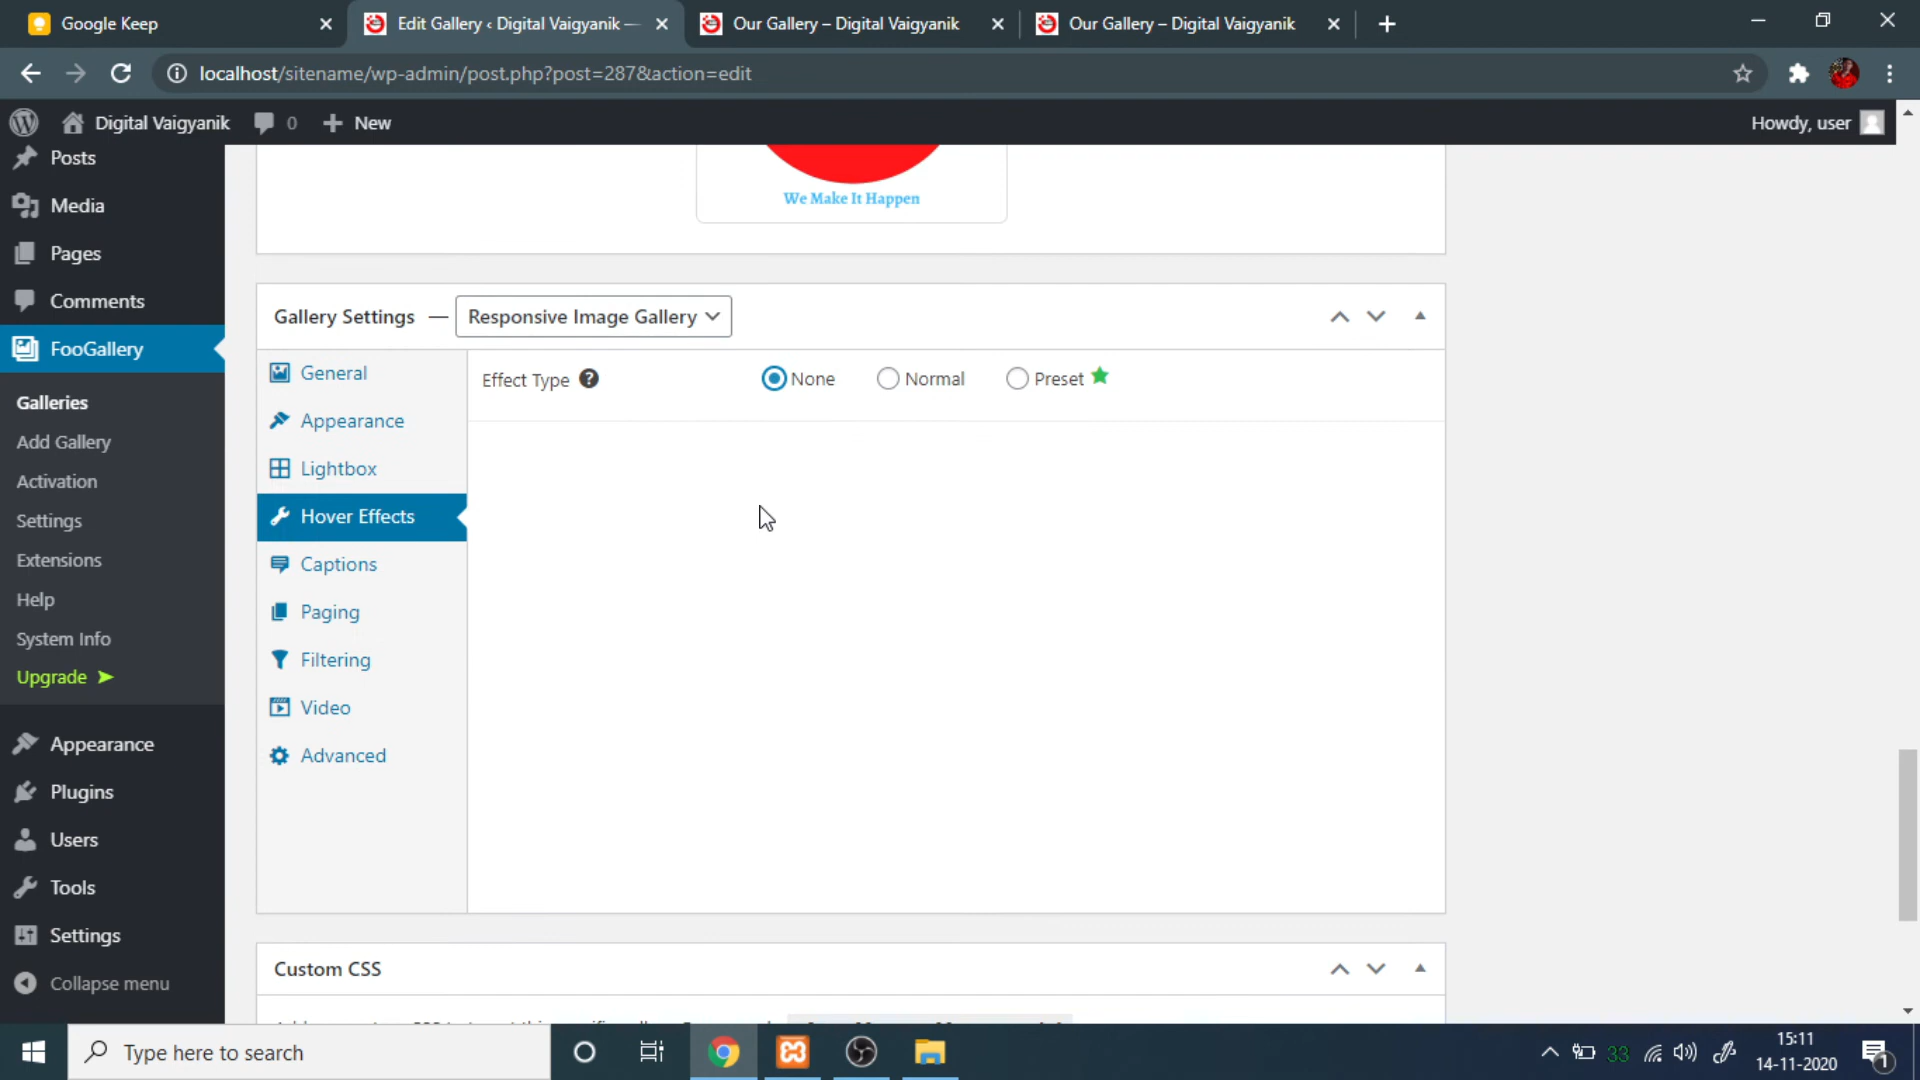 Google Keep
Edit Gallery ‹ Digital Vaigyanik —
Our Gallery – Digital Vaigyanik
Our Gallery – Digital Vaigyanik
localhost/sitename/wp-admin/post.php?post=287&action=edit
Digital Vaigyanik
0
New
Howdy, user
Posts
Media
Pages
Comments
FooGallery
Galleries
Add Gallery
Activation
Settings
Extensions
Help
System Info
Upgrade ➤
Appearance
Plugins
Users
Tools
Settings
Collapse menu
We Make It Happen
Gallery Settings — Responsive Image Gallery
General
Appearance
Lightbox
Hover Effects
Captions
Paging
Filtering
Video
Advanced
Effect Type ?
None
Normal
Preset
Custom CSS
Type here to search
33
15:11
14-11-2020
1